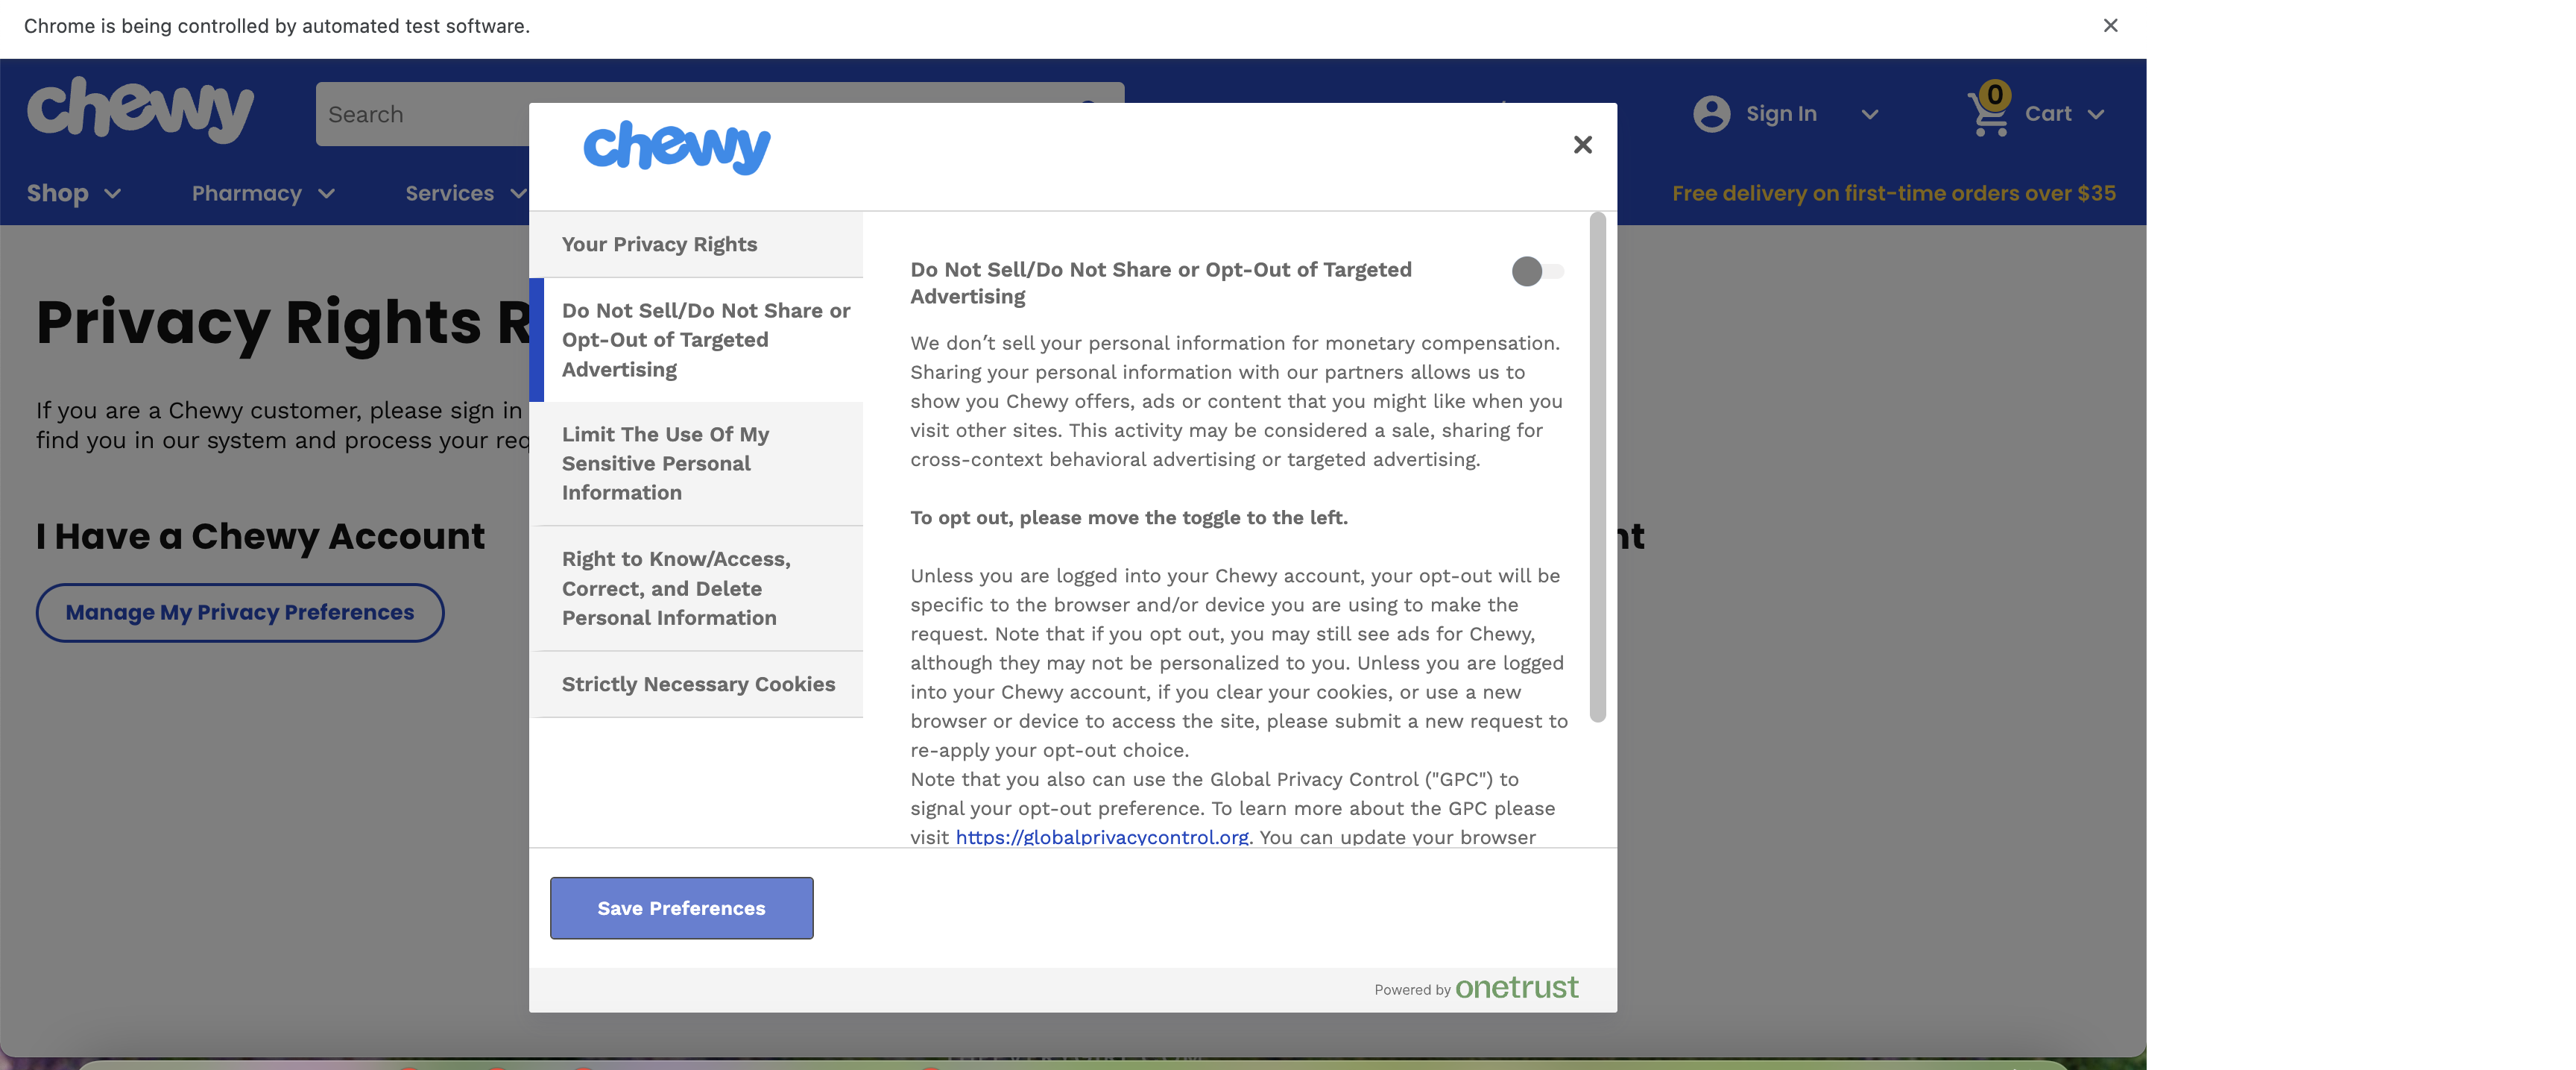 Chrome is being controlled by automated test software.
chewy
Search
Sign In
0
Cart
Shop
Pharmacy
Services
Free delivery on first-time orders over $35
Privacy Rights R
If you are a Chewy customer, please sign in
find you in our system and process your req
I Have a Chewy Account
nt
Manage My Privacy Preferences
chewy
Your Privacy Rights
Do Not Sell/Do Not Share or
Opt-Out of Targeted
Advertising
Limit The Use Of My
Sensitive Personal
Information
Right to Know/Access,
Correct, and Delete
Personal Information
Strictly Necessary Cookies
Do Not Sell/Do Not Share or Opt-Out of Targeted
Advertising
We don’t sell your personal information for monetary compensation.
Sharing your personal information with our partners allows us to
show you Chewy offers, ads or content that you might like when you
visit other sites. This activity may be considered a sale, sharing for
cross-context behavioral advertising or targeted advertising.
To opt out, please move the toggle to the left.
Unless you are logged into your Chewy account, your opt-out will be
specific to the browser and/or device you are using to make the
request. Note that if you opt out, you may still see ads for Chewy,
although they may not be personalized to you. Unless you are logged
into your Chewy account, if you clear your cookies, or use a new
browser or device to access the site, please submit a new request to
re-apply your opt-out choice.
Note that you also can use the Global Privacy Control ("GPC") to
signal your opt-out preference. To learn more about the GPC please
visit https://globalprivacycontrol.org. You can update your browser
Save Preferences
Powered by onetrust